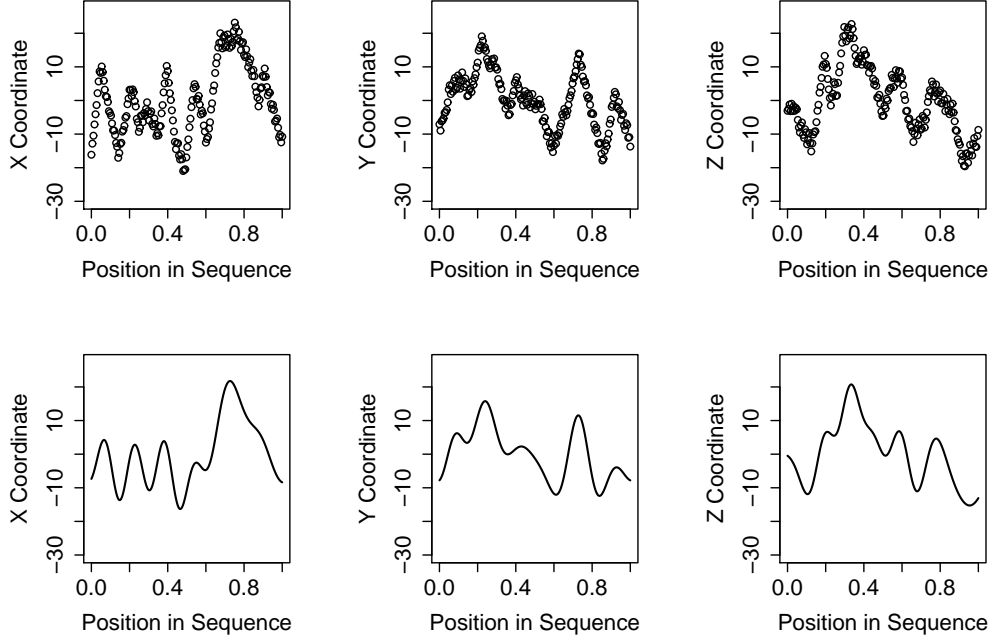 X Coordinate
10
−10
−30
0.0 0.4 0.8
Position in Sequence
Y Coordinate
10
−10
−30
0.0 0.4 0.8
Position in Sequence
Z Coordinate
10
−10
−30
0.0 0.4 0.8
Position in Sequence
X Coordinate
10
−10
−30
0.0 0.4 0.8
Position in Sequence
Y Coordinate
10
−10
−30
0.0 0.4 0.8
Position in Sequence
Z Coordinate
10
−10
−30
0.0 0.4 0.8
Position in Sequence